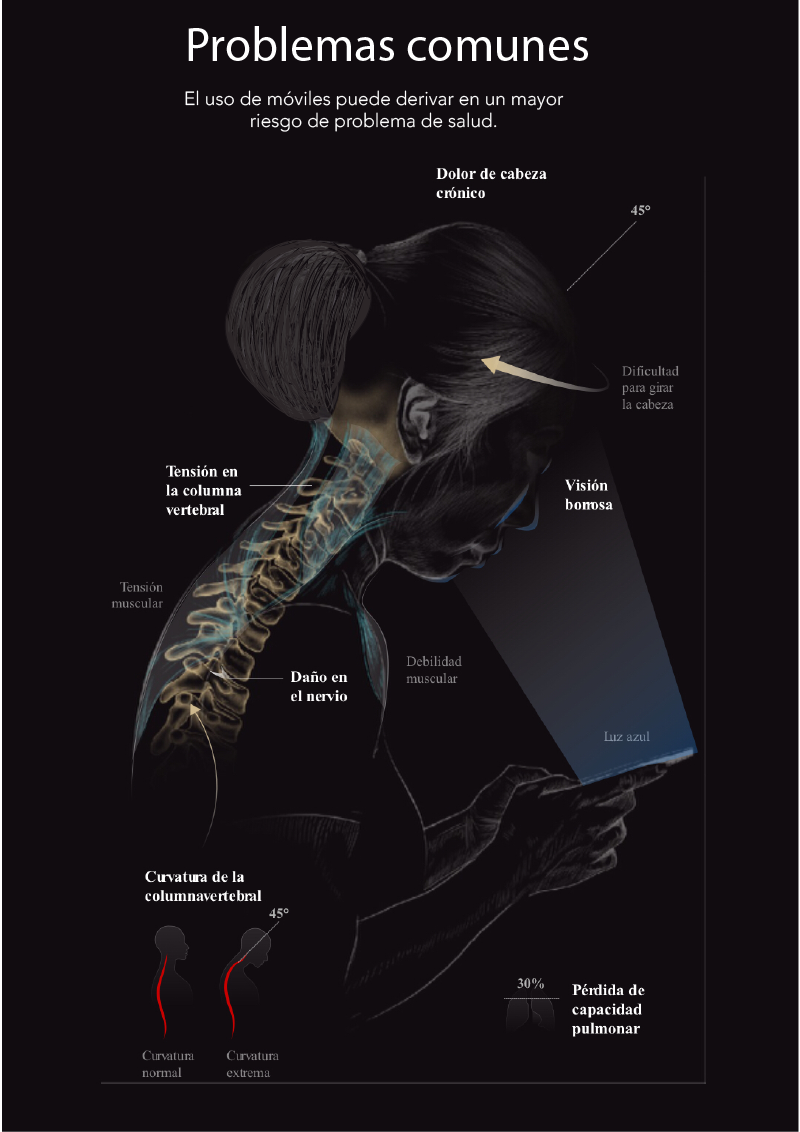 Problemas comunes
El uso de móviles puede derivar en un mayor
riesgo de problema de salud.
Dolor de cabeza
crónico
45°
Dificultad
para girar
la cabeza
Tensión en
la columna
vertebral
Visión
borrosa
Tensión
muscular
Debilidad
muscular
Daño en
el nervio
Luz azul
Curvatura de la
columnavertebral
45°
Curvatura
normal
Curvatura
extrema
30%
Pérdida de
capacidad
pulmonar